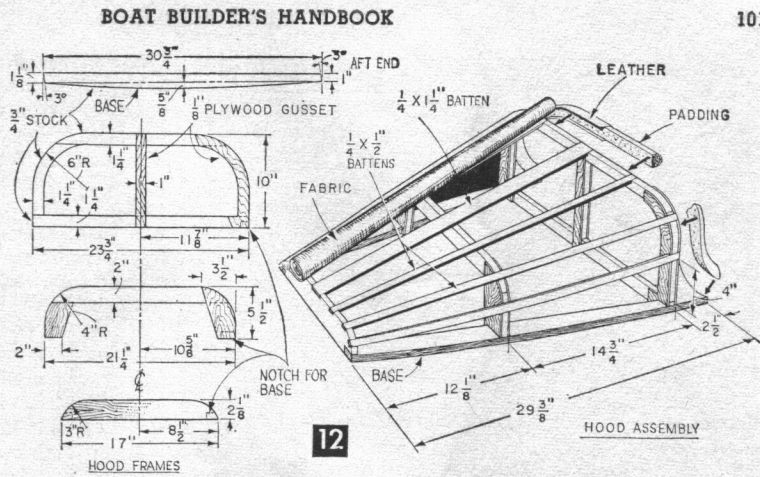 BOAT BUILDER'S HANDBOOK
101
30 3/4"
3°
AFT END
1 1/8"
1"
3°
BASE
5/8"
1/8"
PLYWOOD GUSSET
3/4" STOCK
6"R
1 1/4"
1"
10"
1 1/4"
1 1/4"
23 3/4"
11 7/8"
2"
3 1/2"
4"R
5 1/2"
2"
21 1/4"
10 5/8"
NOTCH FOR
BASE
3"R
2 1/8"
17"
8 1/2"
HOOD FRAMES
12
LEATHER
1/4 X 1 1/4" BATTEN
PADDING
1/4 X 1/2"
BATTENS
FABRIC
4"
2 1/2"
BASE
14 3/4"
12 1/8"
29 3/8"
HOOD ASSEMBLY